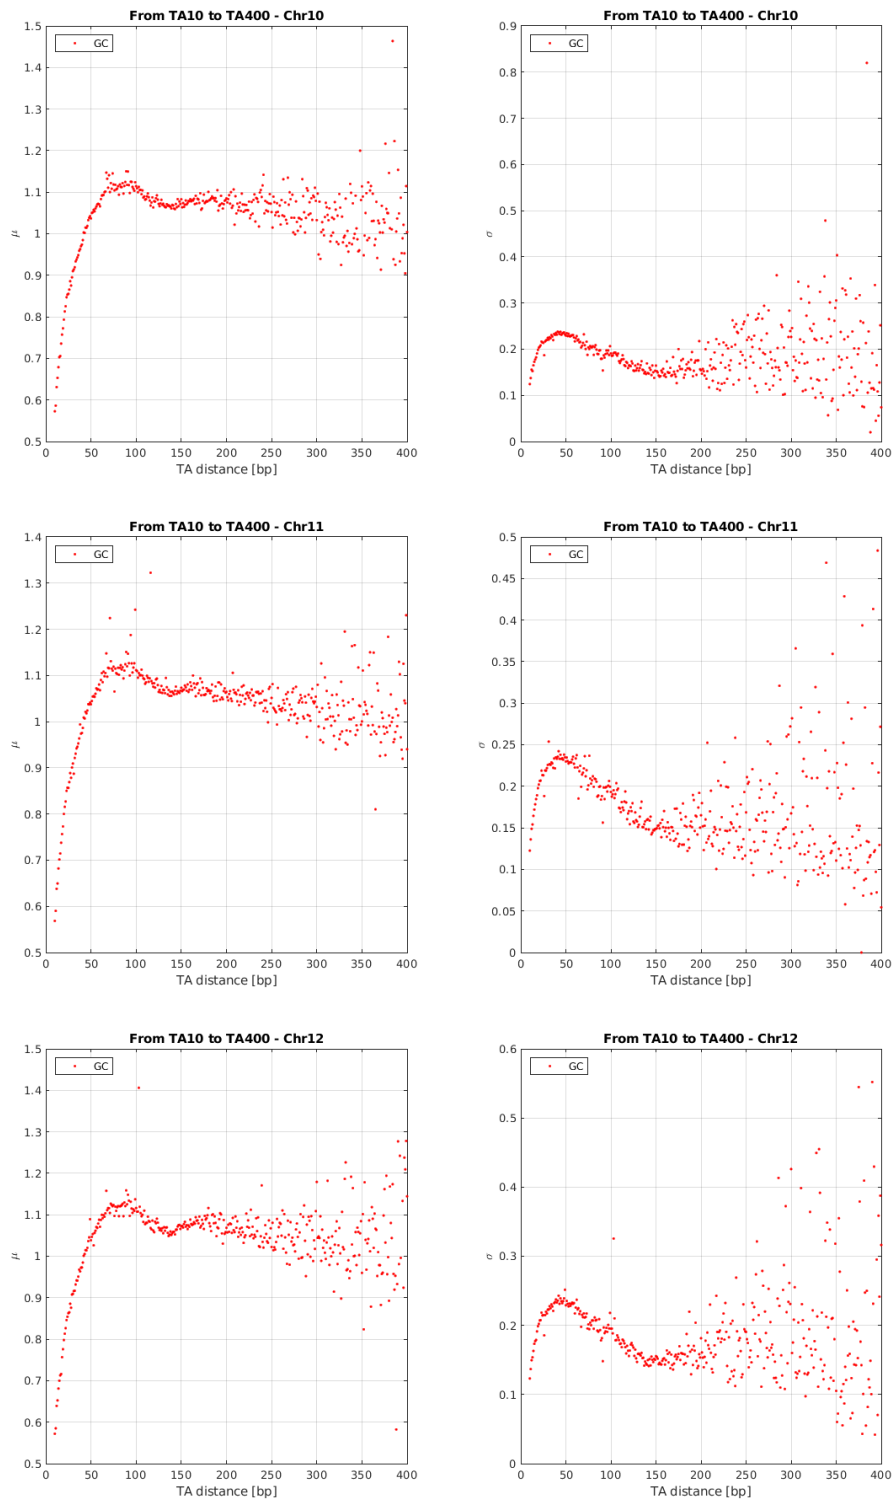 From TA10 to TA400 - Chr10
GC
1.5
1.4
1.3
1.2
1.1
1
0.9
0.8
0.7
0.6
0.5
μ
0 50 100 150 200 250 300 350 400
TA distance [bp]
From TA10 to TA400 - Chr10
GC
0.9
0.8
0.7
0.6
0.5
0.4
0.3
0.2
0.1
0
σ
0 50 100 150 200 250 300 350 400
TA distance [bp]
From TA10 to TA400 - Chr11
GC
1.4
1.3
1.2
1.1
1
0.9
0.8
0.7
0.6
0.5
μ
0 50 100 150 200 250 300 350 400
TA distance [bp]
From TA10 to TA400 - Chr11
GC
0.5
0.45
0.4
0.35
0.3
0.25
0.2
0.15
0.1
0.05
0
σ
0 50 100 150 200 250 300 350 400
TA distance [bp]
From TA10 to TA400 - Chr12
GC
1.5
1.4
1.3
1.2
1.1
1
0.9
0.8
0.7
0.6
0.5
μ
0 50 100 150 200 250 300 350 400
TA distance [bp]
From TA10 to TA400 - Chr12
GC
0.6
0.5
0.4
0.3
0.2
0.1
0
σ
0 50 100 150 200 250 300 350 400
TA distance [bp]